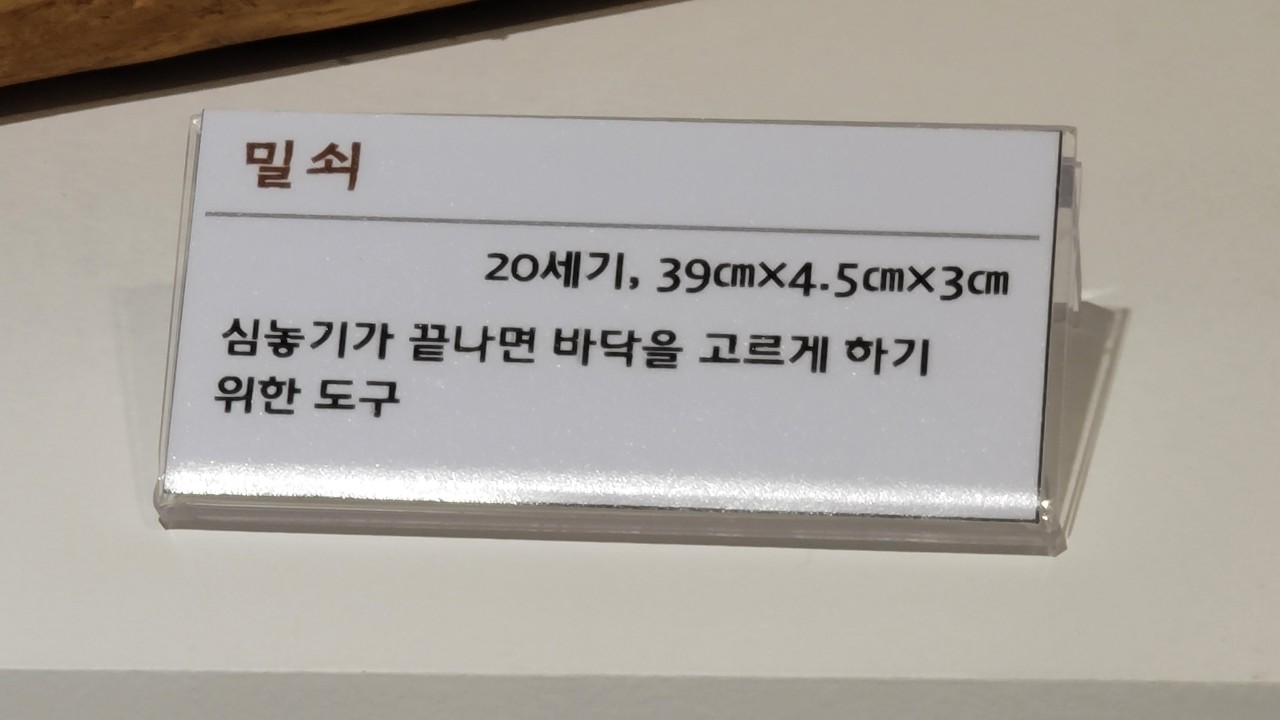 밀쇠
20세기, 39㎝×4.5㎝×3㎝
심놓기가 끝나면 바닥을 고르게 하기
위한 도구